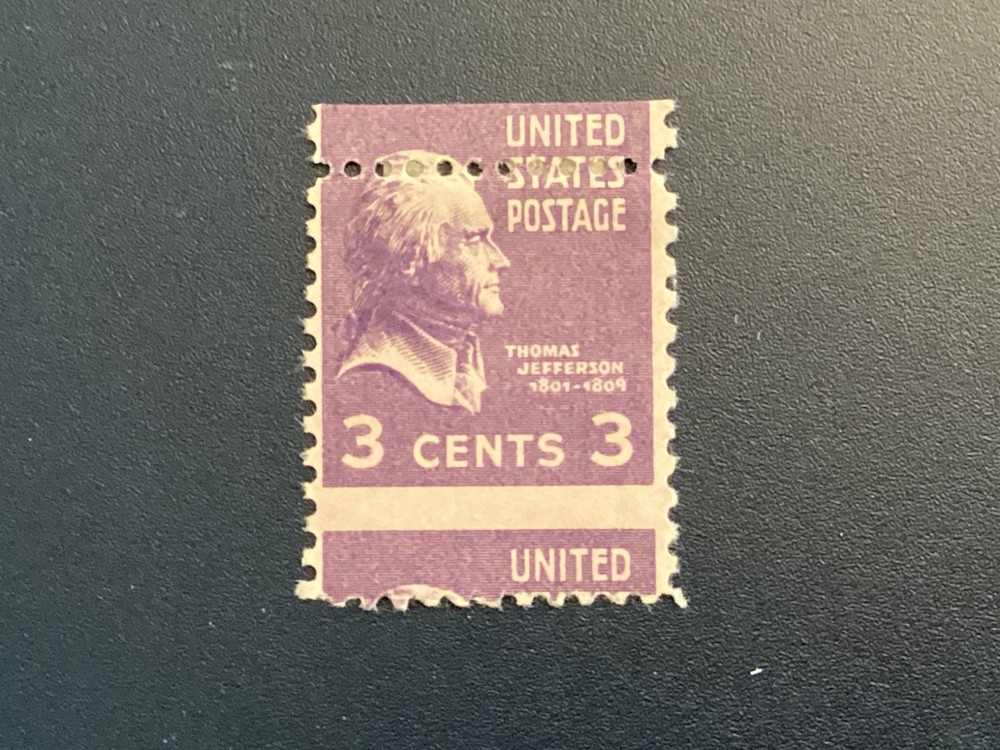 UNITED
STATES
POSTAGE
THOMAS
JEFFERSON
1801-1809
3 CENTS 3
UNITED